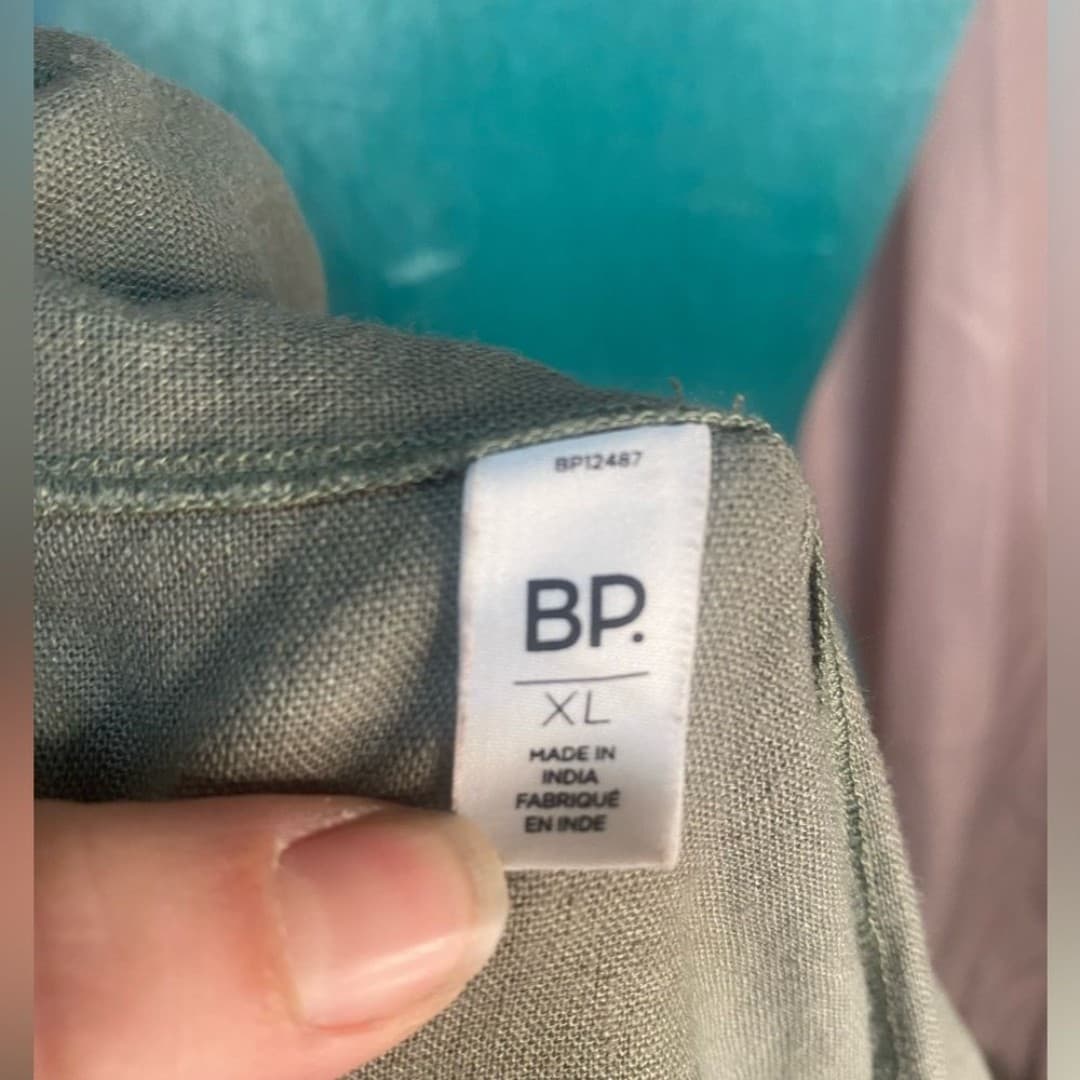 BP12487
BP.
XL
MADE IN
INDIA
FABRIQUÉ
EN INDE